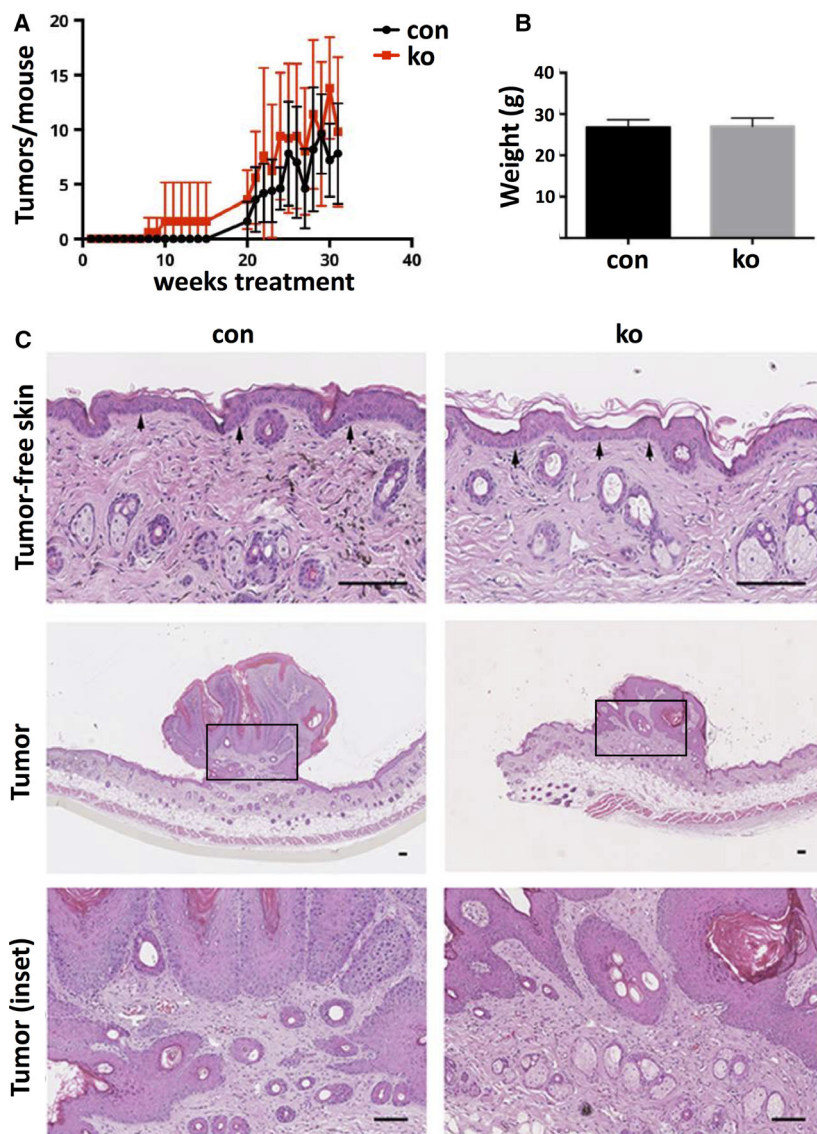 A
Tumors/mouse
20
15
10
5
0
0
10
20
30
40
weeks treatment
con
ko
B
Weight (g)
40
30
20
10
con
ko
C
con
ko
Tumor-free skin
Tumor
Tumor (inset)